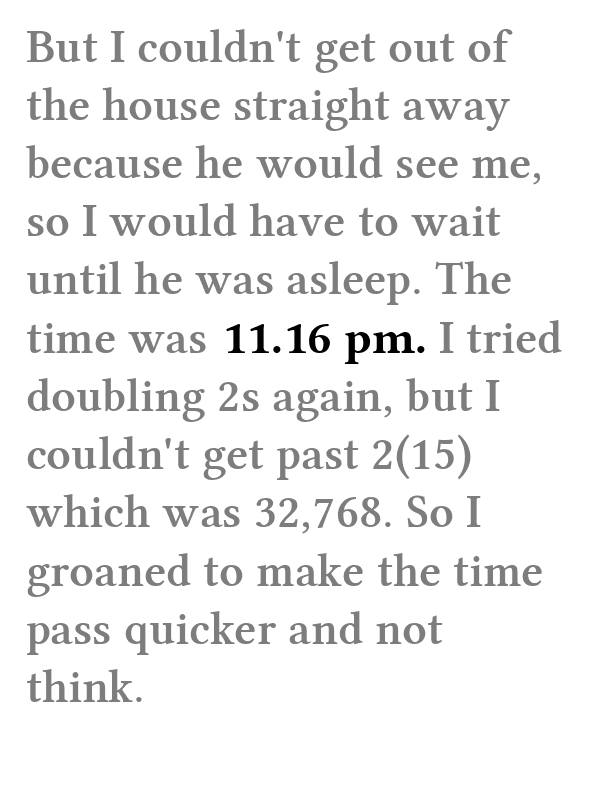 But I couldn't get out of
the house straight away
because he would see me,
so I would have to wait
until he was asleep. The
time was 11.16 pm. I tried
doubling 2s again, but I
couldn't get past 2(15)
which was 32,768. So I
groaned to make the time
pass quicker and not
think.